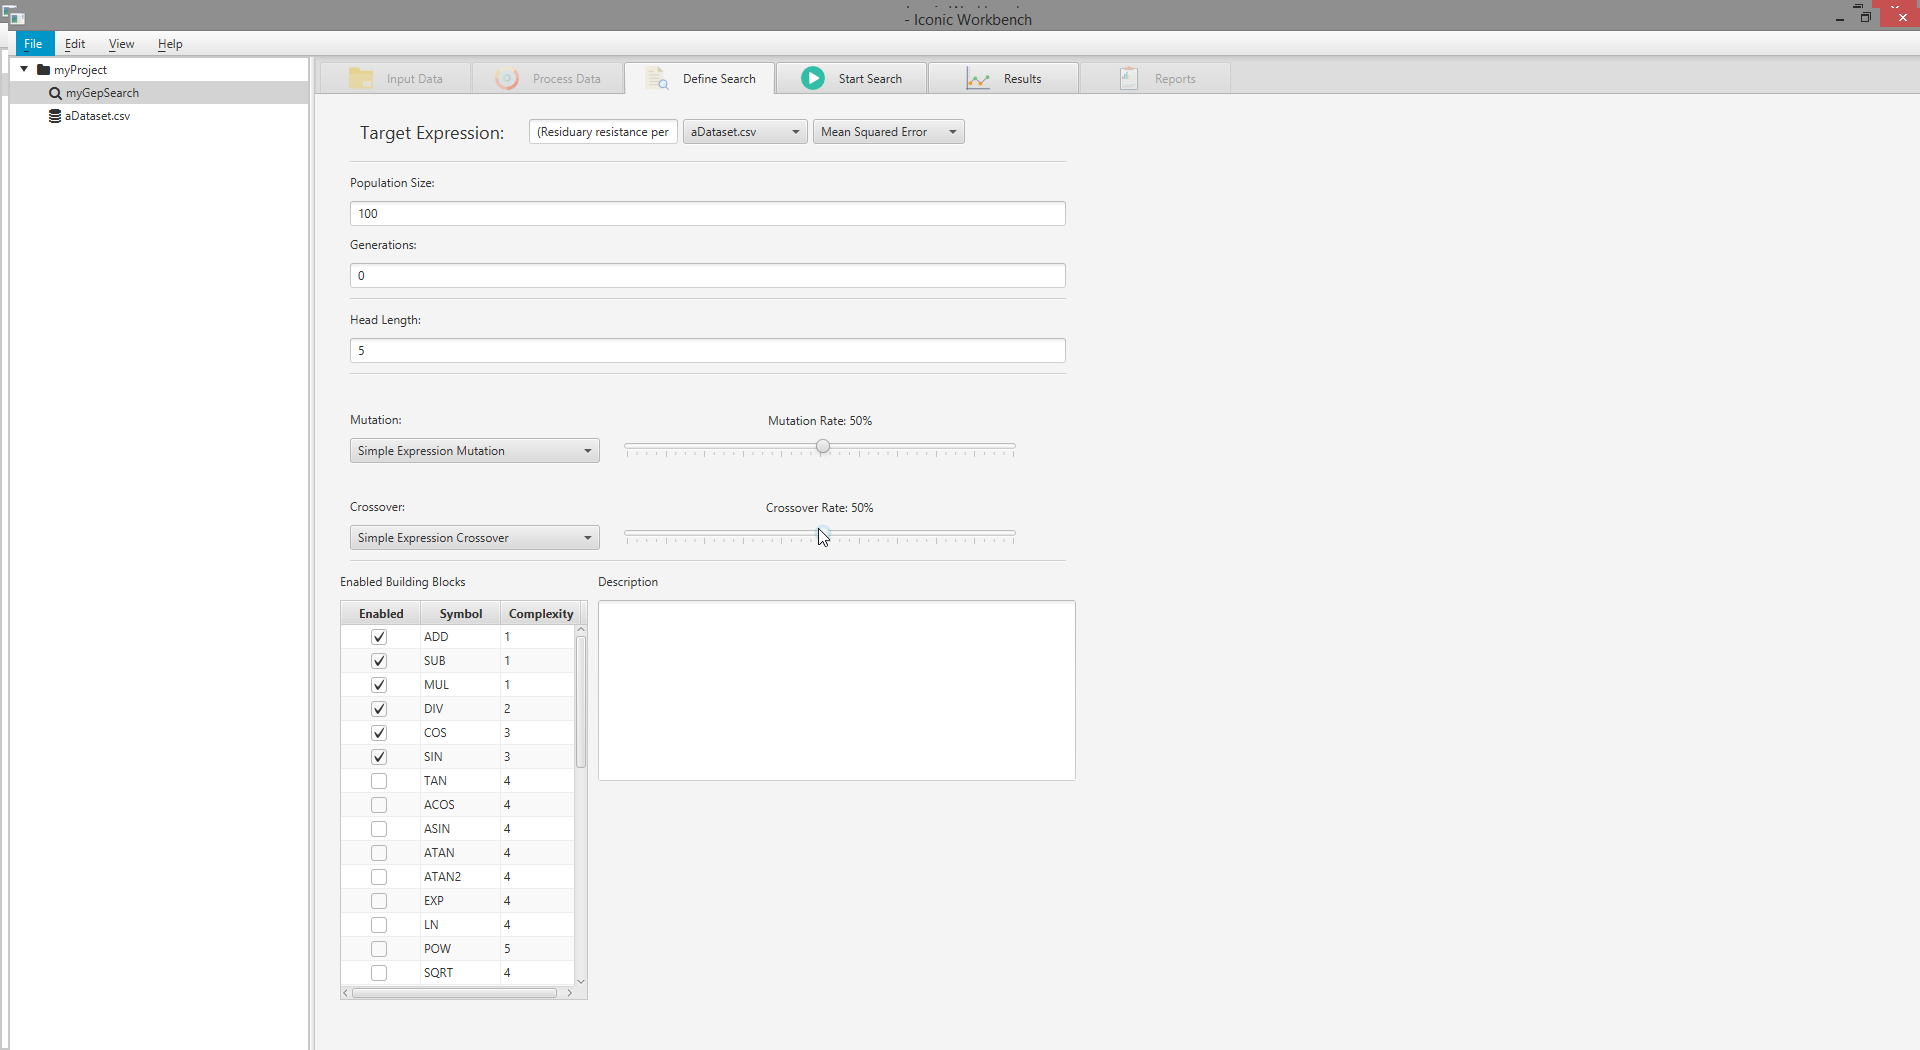 - Iconic Workbench
File Edit View Help
myProject
myGepSearch
aDataset.csv
Input Data Process Data Define Search Start Search Results Reports
Target Expression: (Residuary resistance per aDataset.csv Mean Squared Error
Population Size:
100
Generations:
0
Head Length:
5
Mutation: Mutation Rate: 50%
Simple Expression Mutation
Crossover: Crossover Rate: 50%
Simple Expression Crossover
Enabled Building Blocks Description
Enabled Symbol Complexity
ADD 1
SUB 1
MUL 1
DIV 2
COS 3
SIN 3
TAN 4
ACOS 4
ASIN 4
ATAN 4
ATAN2 4
EXP 4
LN 4
POW 5
SQRT 4